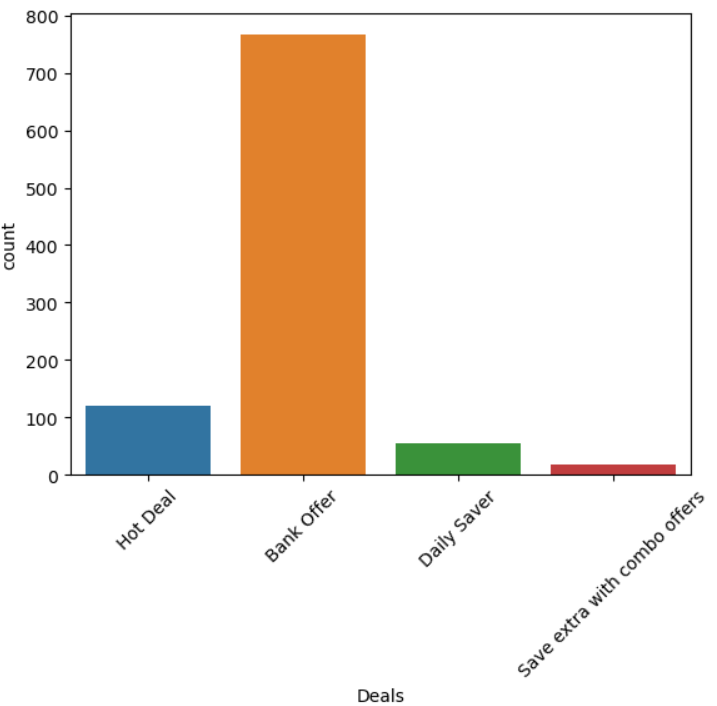 800
700
600
500
400
300
200
100
0
count
Hot Deal
Bank Offer
Daily Saver
Save extra with combo offers
Deals